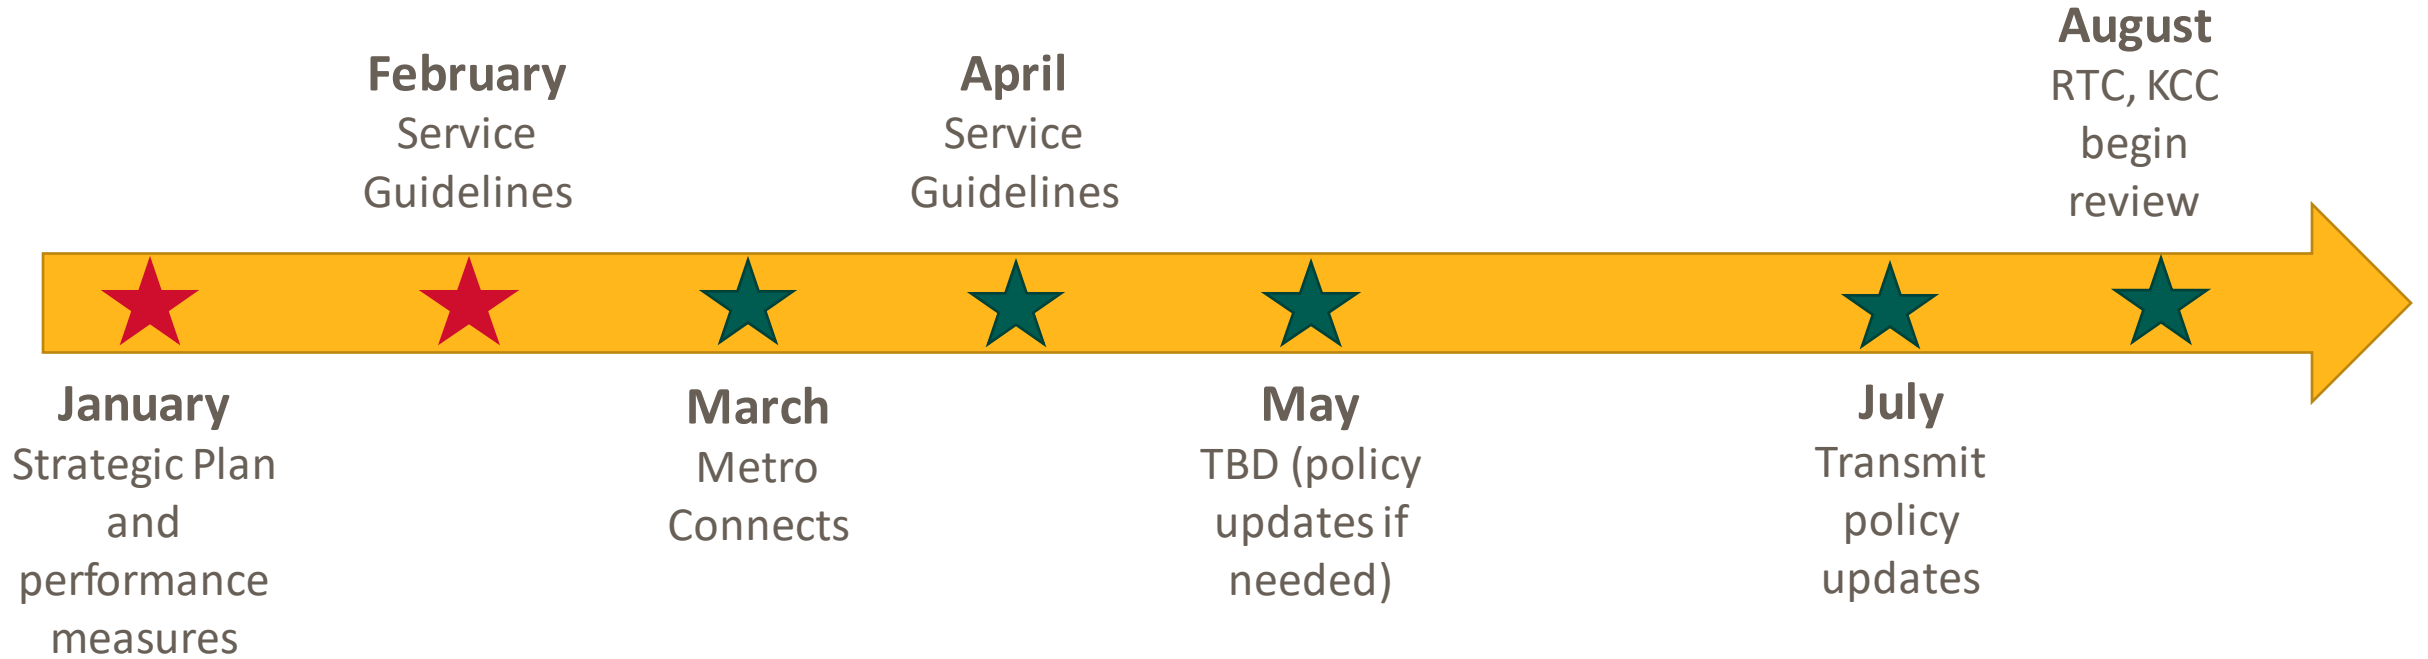 January
Strategic Plan
and
performance
measures
February
Service
Guidelines
March
Metro
Connects
April
Service
Guidelines
May
TBD (policy
updates if
needed)
July
Transmit
policy
updates
August
RTC, KCC
begin
review